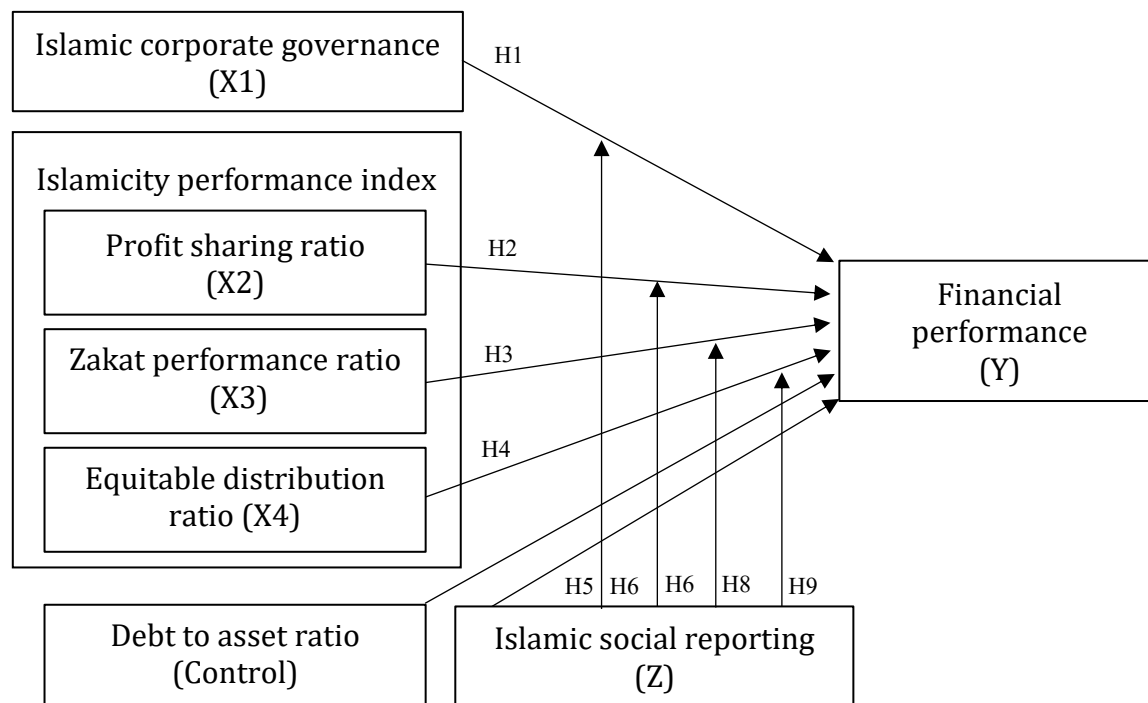 Islamic corporate governance
(X1)
H1
Islamicity performance index
Profit sharing ratio
(X2)
H2
Zakat performance ratio
(X3)
H3
Equitable distribution
ratio (X4)
H4
Financial
performance
(Y)
H5
H6
H6
H8
H9
Debt to asset ratio
(Control)
Islamic social reporting
(Z)